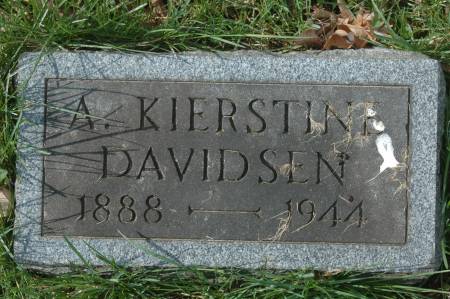 A. KIERSTINE
DAVIDSEN
1888 — 1944